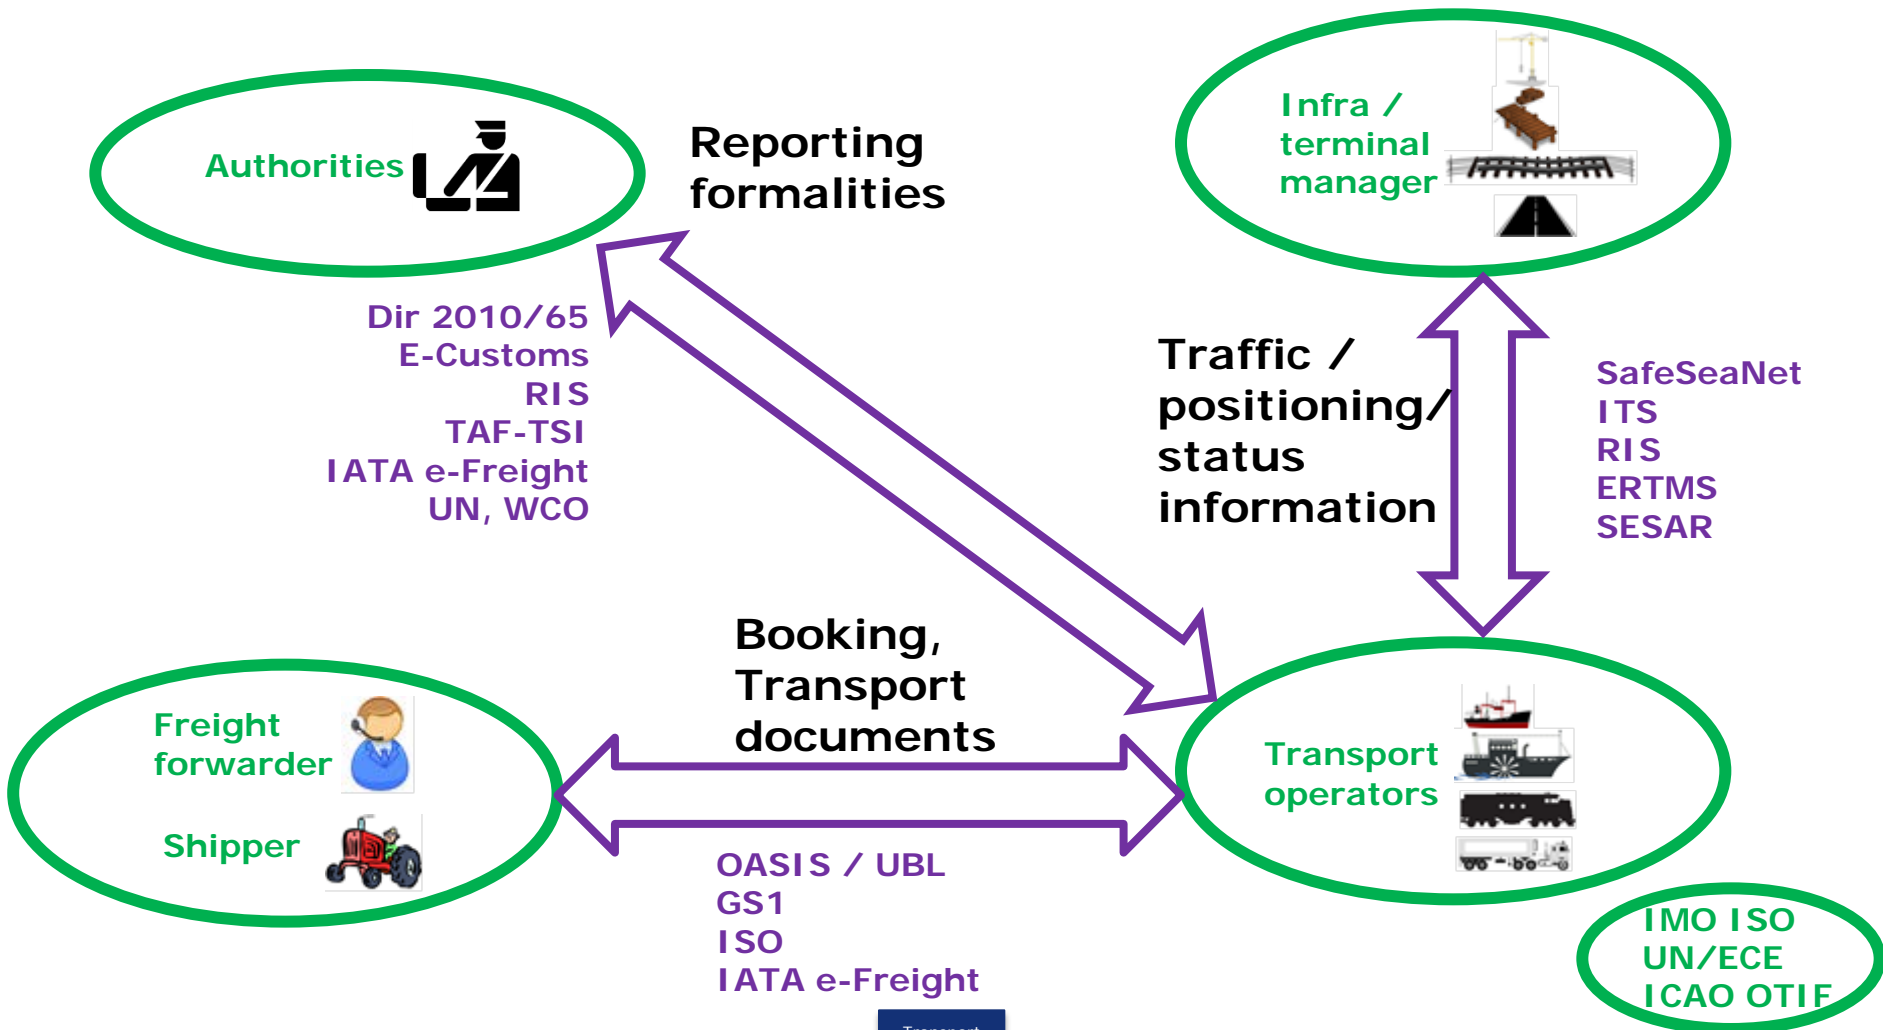 Authorities
Reporting
formalities
Infra /
terminal
manager
Dir 2010/65
E-Customs
RIS
TAF-TSI
IATA e-Freight
UN, WCO
Traffic /
positioning/
status
information
SafeSeaNet
ITS
RIS
ERTMS
SESAR
Booking,
Transport
documents
Freight
forwarder
Shipper
Transport
operators
OASIS / UBL
GS1
ISO
IATA e-Freight
IMO ISO
UN/ECE
ICAO OTIF
Transport